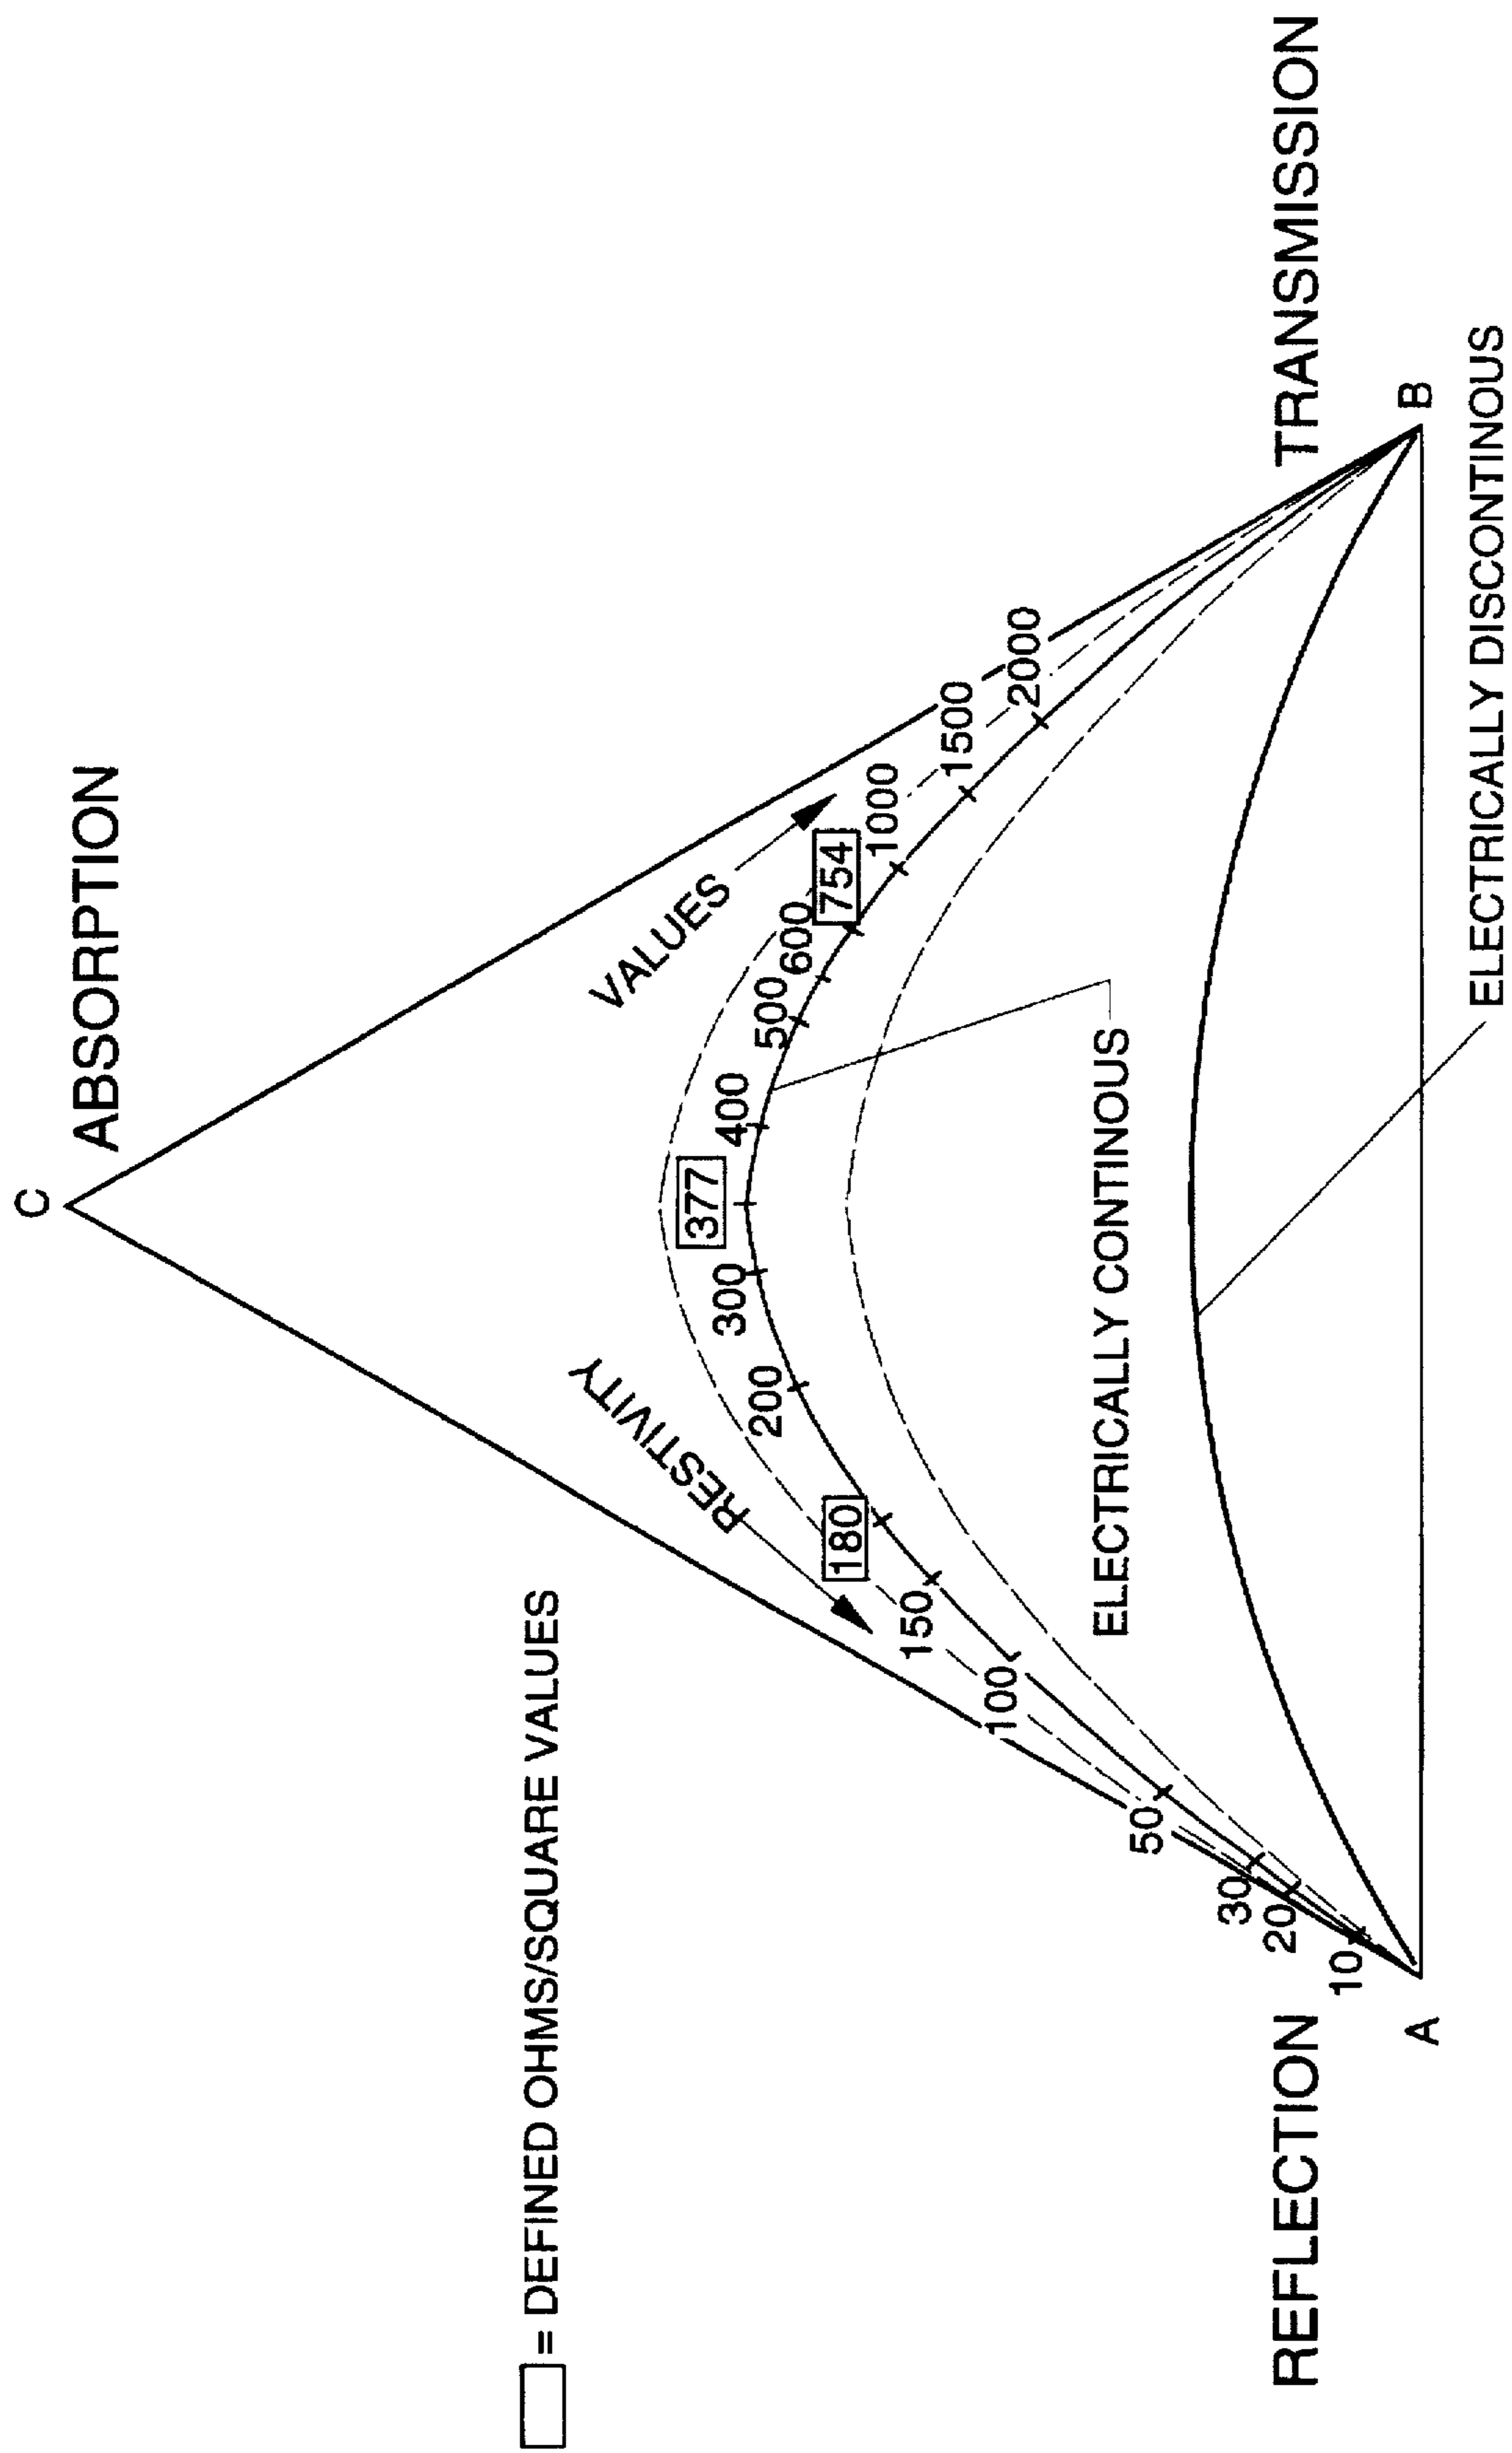 C
ABSORPTION
= DEFINED OHMS/SQUARE VALUES
RESTIVITY
VALUES
10
20
30
50
100
150
180
200
300
377
400
500
600
754
1000
1500
2000
ELECTRICALLY CONTINOUS
REFLECTION
TRANSMISSION
A
B
ELECTRICALLY DISCONTINOUS